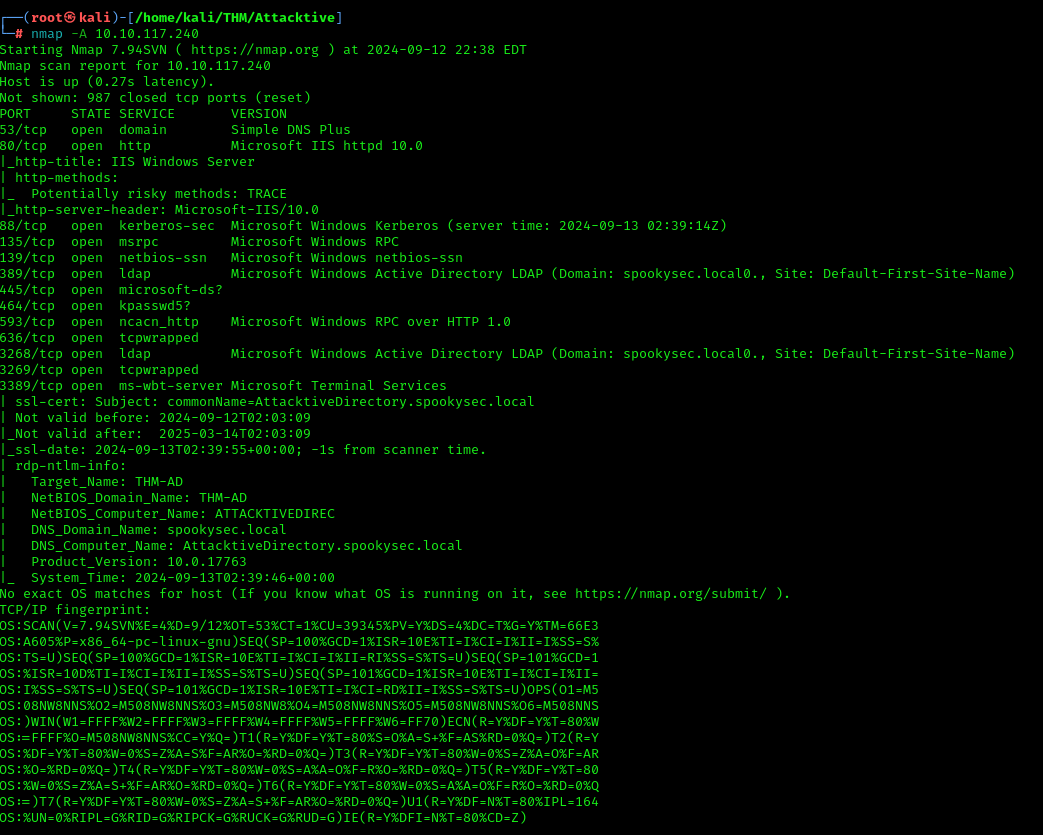 ┌──(root㉿kali)-[/home/kali/THM/Attacktive]
└─# nmap -A 10.10.117.240
Starting Nmap 7.94SVN ( https://nmap.org ) at 2024-09-12 22:38 EDT
Nmap scan report for 10.10.117.240
Host is up (0.27s latency).
Not shown: 987 closed tcp ports (reset)
PORT     STATE SERVICE       VERSION
53/tcp   open  domain        Simple DNS Plus
80/tcp   open  http          Microsoft IIS httpd 10.0
|_http-title: IIS Windows Server
| http-methods:
|_  Potentially risky methods: TRACE
|_http-server-header: Microsoft-IIS/10.0
88/tcp   open  kerberos-sec  Microsoft Windows Kerberos (server time: 2024-09-13 02:39:14Z)
135/tcp  open  msrpc         Microsoft Windows RPC
139/tcp  open  netbios-ssn   Microsoft Windows netbios-ssn
389/tcp  open  ldap          Microsoft Windows Active Directory LDAP (Domain: spookysec.local0., Site: Default-First-Site-Name)
445/tcp  open  microsoft-ds?
464/tcp  open  kpasswd5?
593/tcp  open  ncacn_http    Microsoft Windows RPC over HTTP 1.0
636/tcp  open  tcpwrapped
3268/tcp open  ldap          Microsoft Windows Active Directory LDAP (Domain: spookysec.local0., Site: Default-First-Site-Name)
3269/tcp open  tcpwrapped
3389/tcp open  ms-wbt-server Microsoft Terminal Services
| ssl-cert: Subject: commonName=AttacktiveDirectory.spookysec.local
| Not valid before: 2024-09-12T02:03:09
|_Not valid after:  2025-03-14T02:03:09
|_ssl-date: 2024-09-13T02:39:55+00:00; -1s from scanner time.
| rdp-ntlm-info:
|   Target_Name: THM-AD
|   NetBIOS_Domain_Name: THM-AD
|   NetBIOS_Computer_Name: ATTACKTIVEDIREC
|   DNS_Domain_Name: spookysec.local
|   DNS_Computer_Name: AttacktiveDirectory.spookysec.local
|   Product_Version: 10.0.17763
|_  System_Time: 2024-09-13T02:39:46+00:00
No exact OS matches for host (If you know what OS is running on it, see https://nmap.org/submit/ ).
TCP/IP fingerprint:
OS:SCAN(V=7.94SVN%E=4%D=9/12%OT=53%CT=1%CU=39345%PV=Y%DS=4%DC=T%G=Y%TM=66E3
OS:A605%P=x86_64-pc-linux-gnu)SEQ(SP=100%GCD=1%ISR=10E%TI=I%CI=I%II=I%SS=S%
OS:TS=U)SEQ(SP=100%GCD=1%ISR=10E%TI=I%CI=I%II=RI%SS=S%TS=U)SEQ(SP=101%GCD=1
OS:%ISR=10D%TI=I%CI=I%II=I%SS=S%TS=U)SEQ(SP=101%GCD=1%ISR=10E%TI=I%CI=I%II=
OS:I%SS=S%TS=U)SEQ(SP=101%GCD=1%ISR=10E%TI=I%CI=RD%II=I%SS=S%TS=U)OPS(O1=M5
OS:08NW8NNS%O2=M508NW8NNS%O3=M508NW8%O4=M508NW8NNS%O5=M508NW8NNS%O6=M508NNS
OS:)WIN(W1=FFFF%W2=FFFF%W3=FFFF%W4=FFFF%W5=FFFF%W6=FF70)ECN(R=Y%DF=Y%T=80%W
OS:=FFFF%O=M508NW8NNS%CC=Y%Q=)T1(R=Y%DF=Y%T=80%S=O%A=S+%F=AS%RD=0%Q=)T2(R=Y
OS:%DF=Y%T=80%W=0%S=Z%A=S%F=AR%O=%RD=0%Q=)T3(R=Y%DF=Y%T=80%W=0%S=Z%A=O%F=AR
OS:%O=%RD=0%Q=)T4(R=Y%DF=Y%T=80%W=0%S=A%A=O%F=R%O=%RD=0%Q=)T5(R=Y%DF=Y%T=80
OS:%W=0%S=Z%A=S+%F=AR%O=%RD=0%Q=)T6(R=Y%DF=Y%T=80%W=0%S=A%A=O%F=R%O=%RD=0%Q
OS:=)T7(R=Y%DF=Y%T=80%W=0%S=Z%A=S+%F=AR%O=%RD=0%Q=)U1(R=Y%DF=N%T=80%IPL=164
OS:%UN=0%RIPL=G%RID=G%RIPCK=G%RUCK=G%RUD=G)IE(R=Y%DFI=N%T=80%CD=Z)